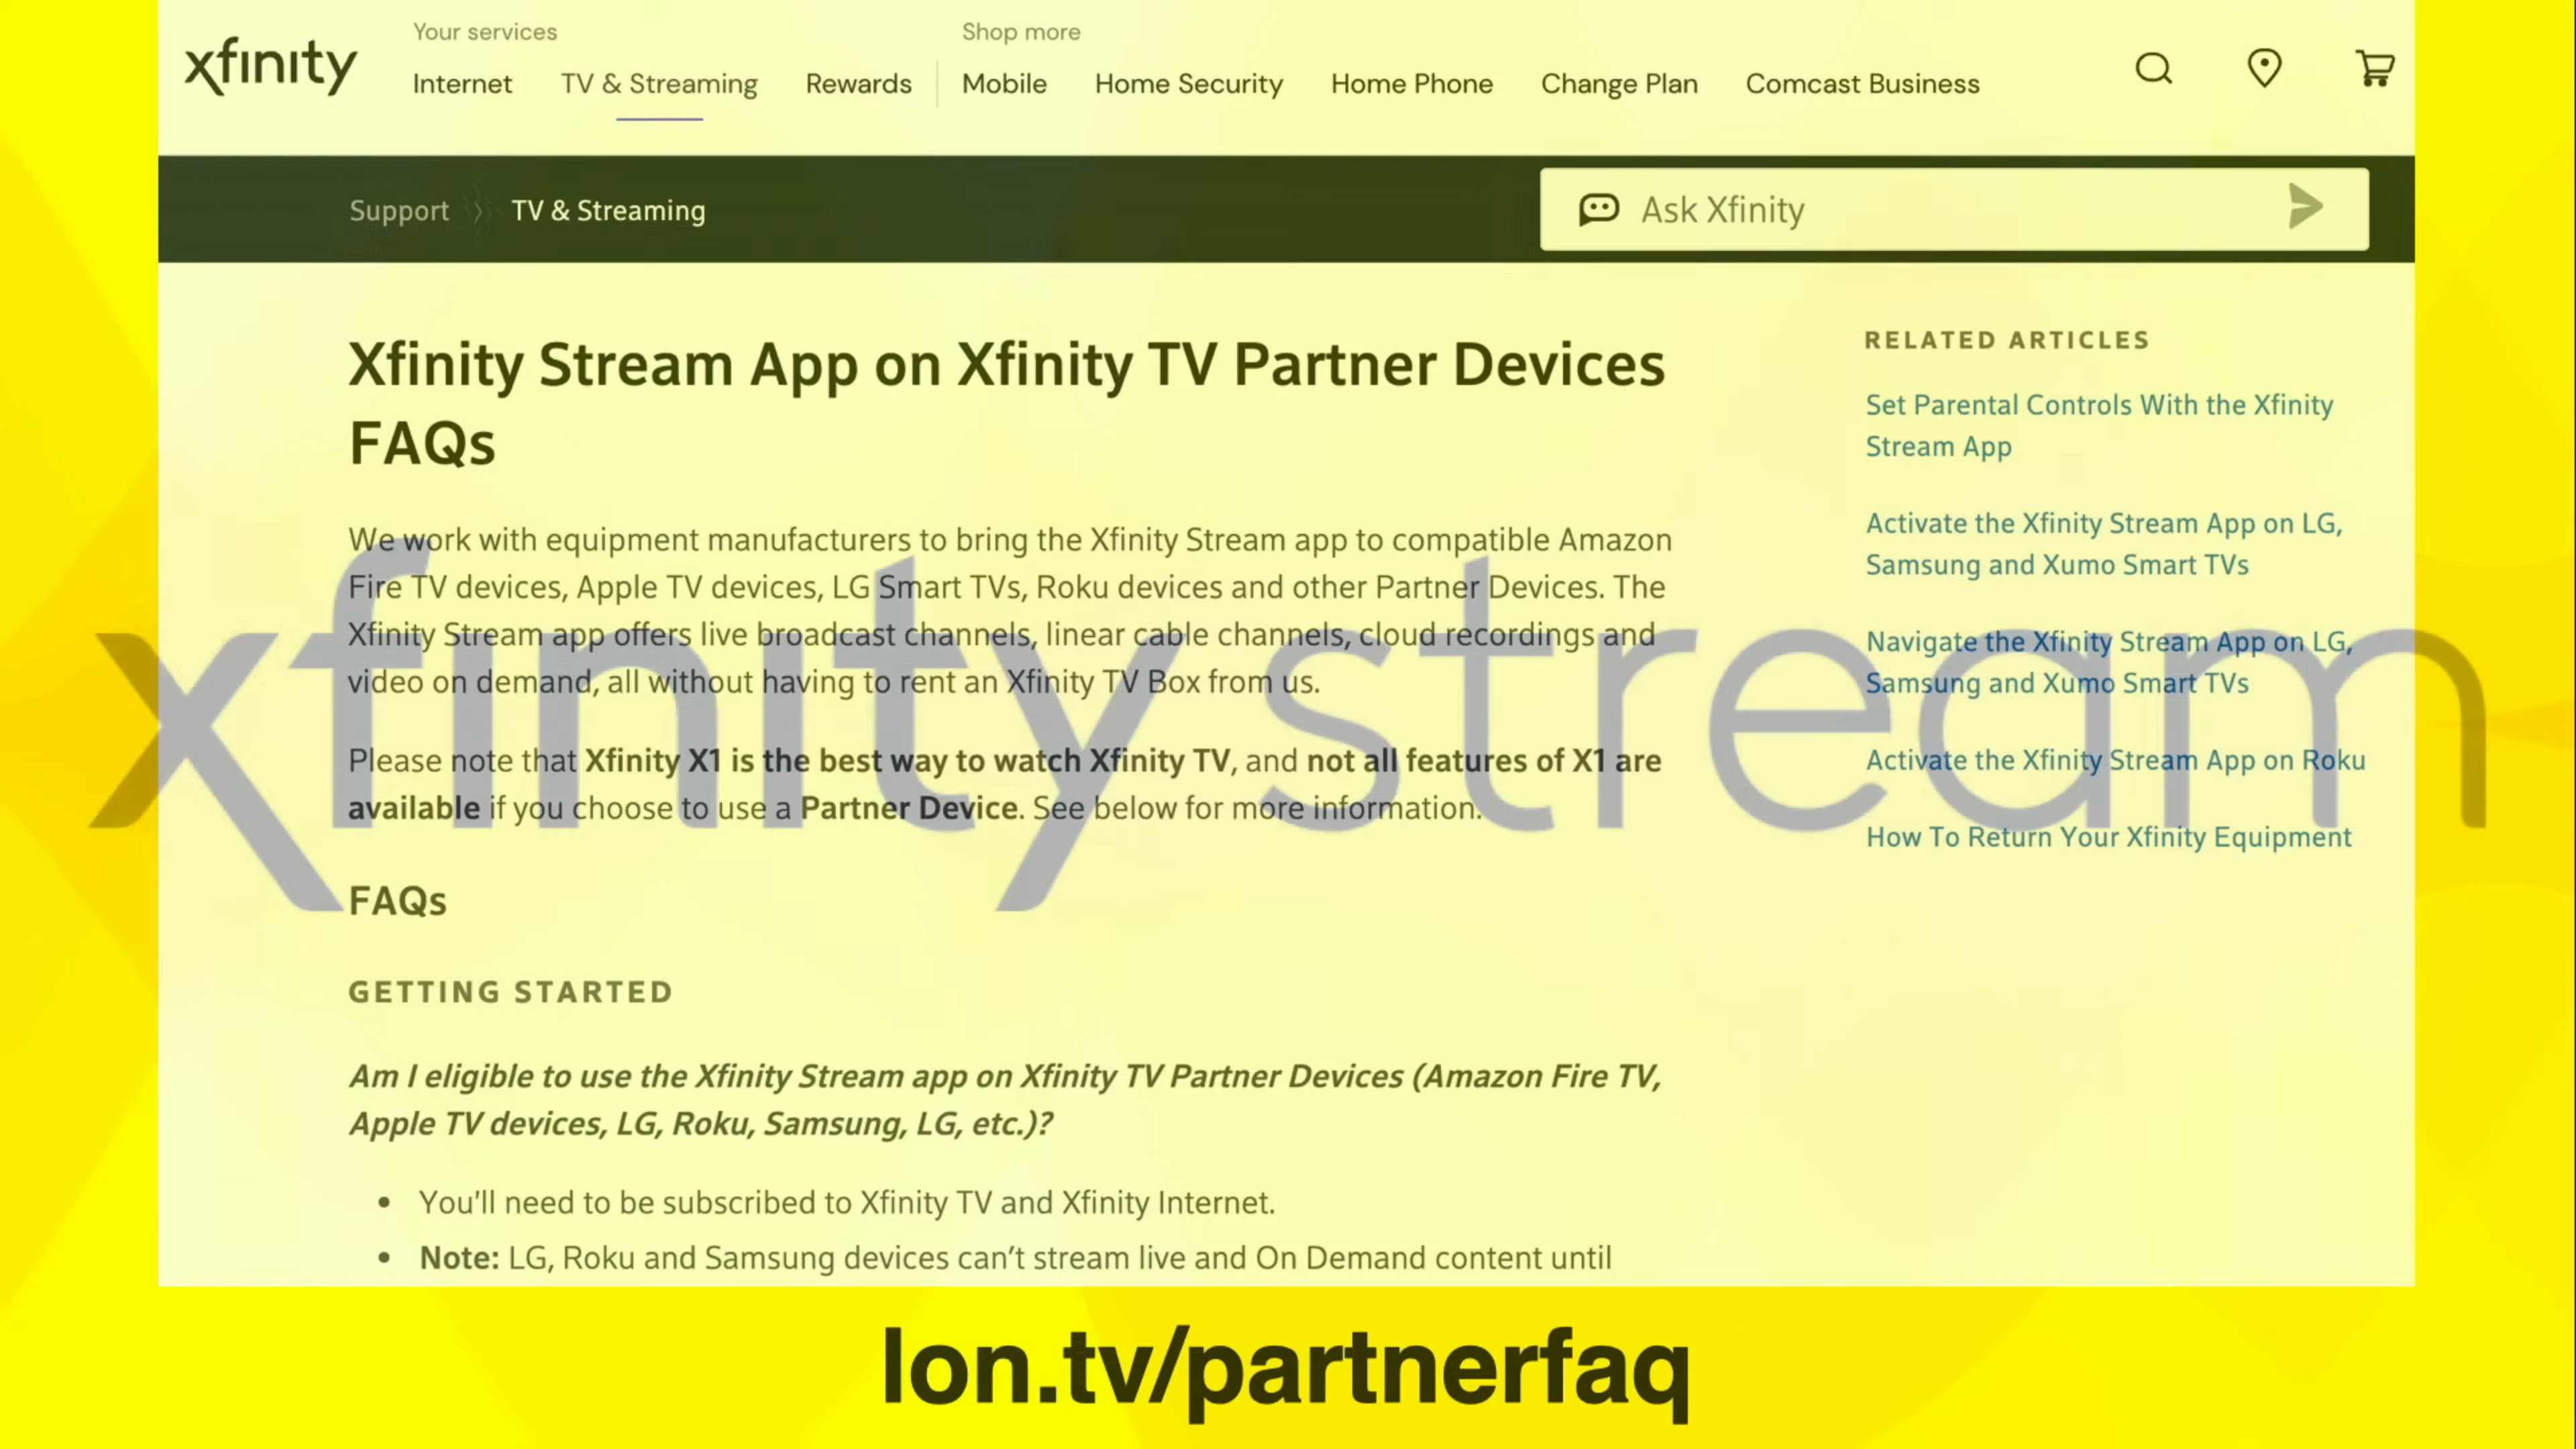 Your services
Shop more
xfinity
Internet TV & Streaming Rewards Mobile Home Security Home Phone Change Plan Comcast Business
Support TV & Streaming
Ask Xfinity
Xfinity Stream App on Xfinity TV Partner Devices
FAQs
We work with equipment manufacturers to bring the Xfinity Stream app to compatible Amazon
Fire TV devices, Apple TV devices, LG Smart TVs, Roku devices and other Partner Devices. The
Xfinity Stream app offers live broadcast channels, linear cable channels, cloud recordings and
video on demand, all without having to rent an Xfinity TV Box from us.
Please note that Xfinity X1 is the best way to watch Xfinity TV, and not all features of X1 are
available if you choose to use a Partner Device. See below for more information.
FAQs
GETTING STARTED
Am I eligible to use the Xfinity Stream app on Xfinity TV Partner Devices (Amazon Fire TV,
Apple TV devices, LG, Roku, Samsung, LG, etc.)?
• You'll need to be subscribed to Xfinity TV and Xfinity Internet.
• Note: LG, Roku and Samsung devices can't stream live and On Demand content until
RELATED ARTICLES
Set Parental Controls With the Xfinity
Stream App
Activate the Xfinity Stream App on LG,
Samsung and Xumo Smart TVs
Navigate the Xfinity Stream App on LG,
Samsung and Xumo Smart TVs
Activate the Xfinity Stream App on Roku
How To Return Your Xfinity Equipment
xfinity stream
lon.tv/partnerfaq